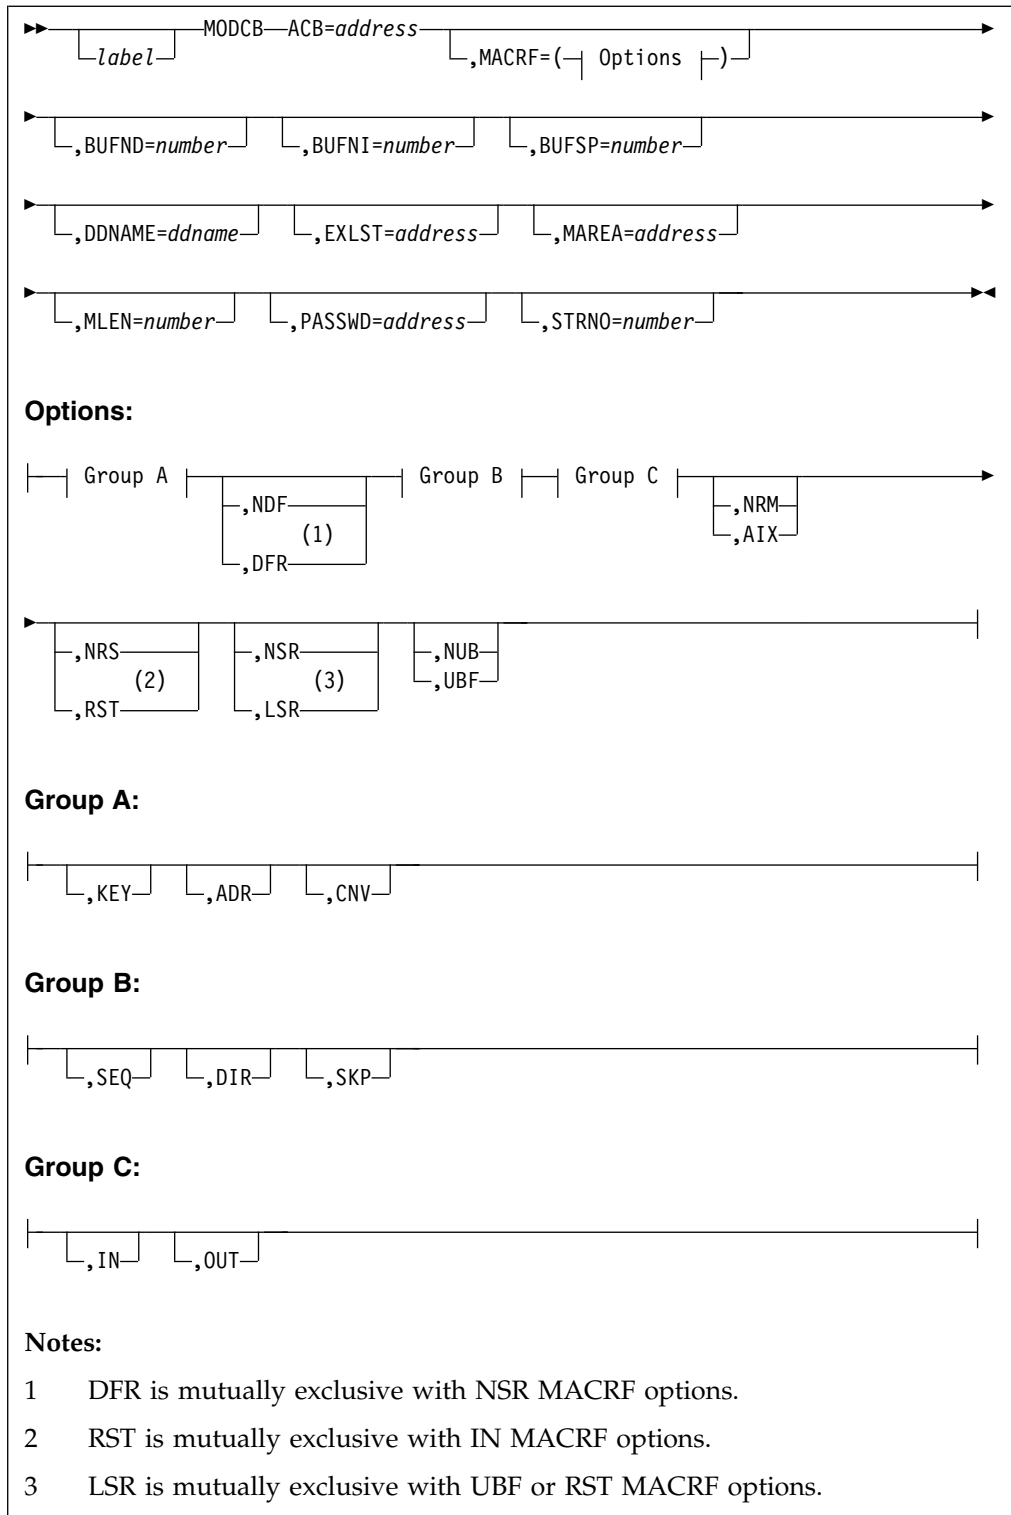 MODCB ACB=address
label ,MACRF=( Options )
,BUFND=number ,BUFNI=number ,BUFSP=number
,DDNAME=ddname ,EXLST=address ,MAREA=address
,MLEN=number ,PASSWD=address ,STRNO=number
Options:
Group A Group B Group C
,NDF ,NRM
(1) ,AIX
,DFR
,NRS ,NSR ,NUB
(2) (3) ,UBF
,RST ,LSR
Group A:
,KEY ,ADR ,CNV
Group B:
,SEQ ,DIR ,SKP
Group C:
,IN ,OUT
Notes:
1 DFR is mutually exclusive with NSR MACRF options.
2 RST is mutually exclusive with IN MACRF options.
3 LSR is mutually exclusive with UBF or RST MACRF options.